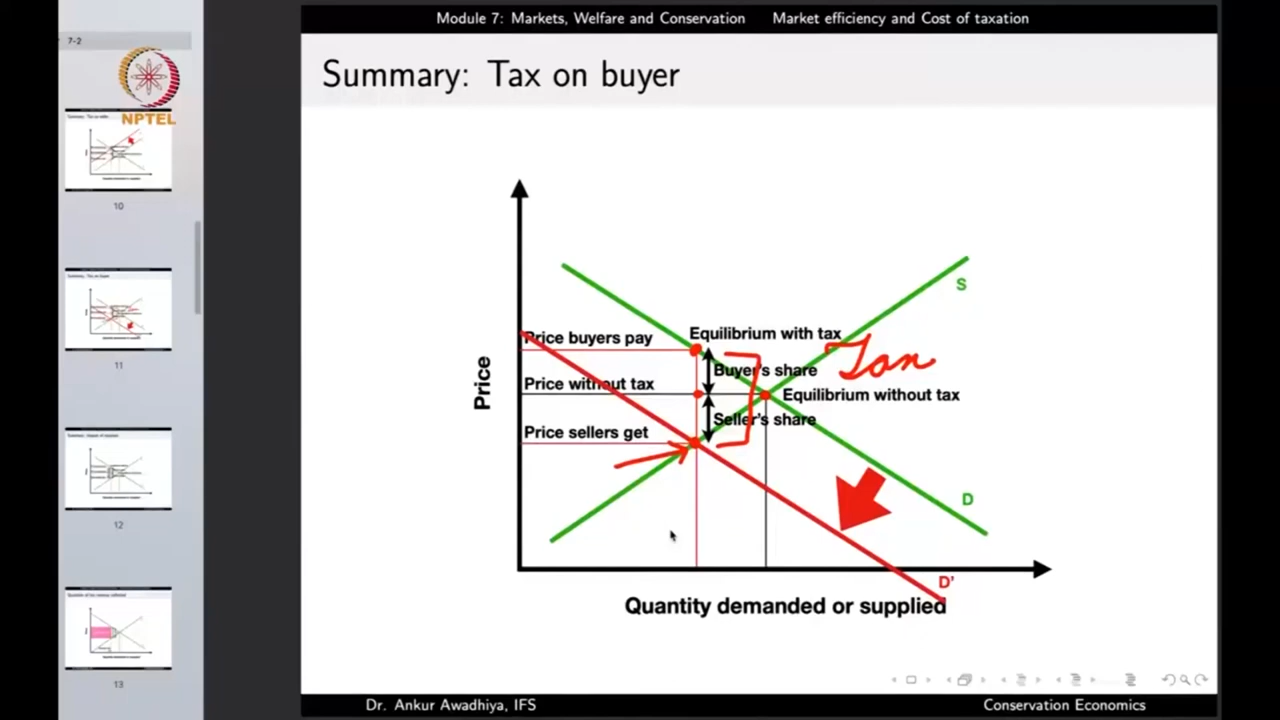 Module 7: Markets, Welfare and Conservation Market efficiency and Cost of taxation
7-2
NPTEL
10
11
12
13
Summary: Tax on buyer
Price
Price buyers pay
Equilibrium with tax
Buyer's share
Tax
Price without tax
Equilibrium without tax
Seller's share
Price sellers get
S
D
D'
Quantity demanded or supplied
Dr. Ankur Awadhiya, IFS
Conservation Economics